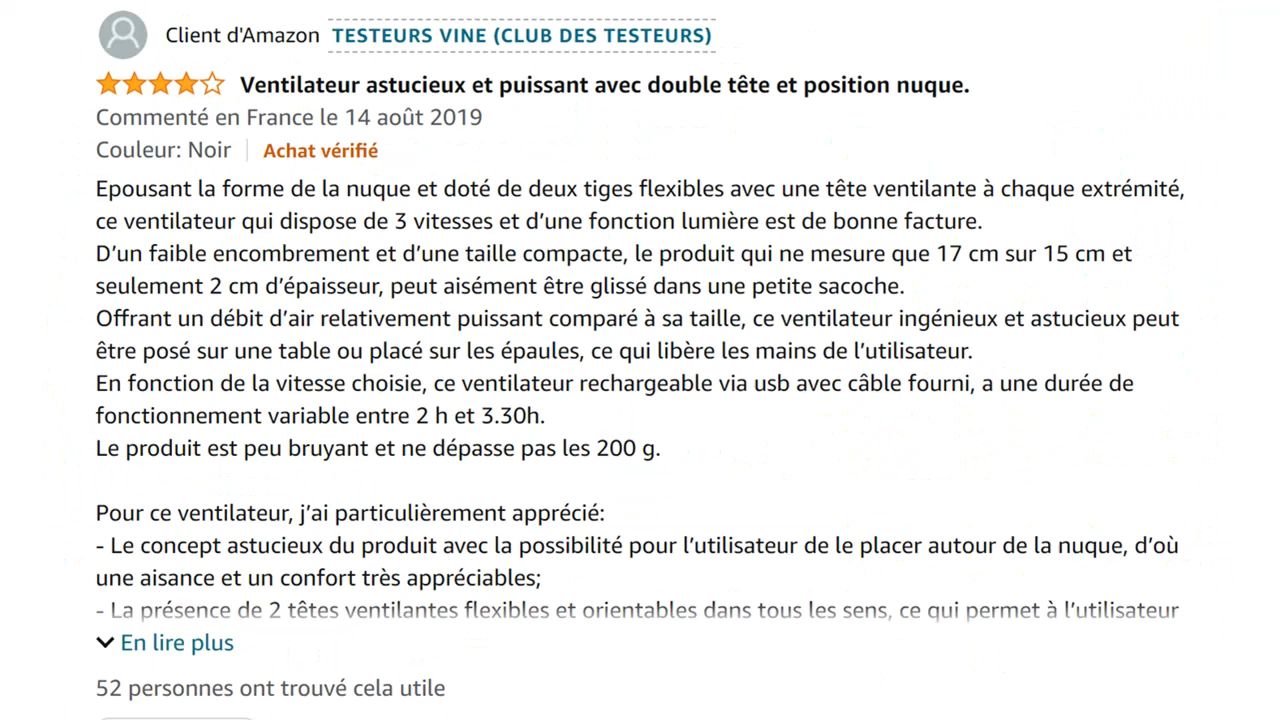 Client d'Amazon TESTEURS VINE (CLUB DES TESTEURS)
Ventilateur astucieux et puissant avec double tête et position nuque.
Commenté en France le 14 août 2019
Couleur: Noir Achat vérifié
Epousant la forme de la nuque et doté de deux tiges flexibles avec une tête ventilante à chaque extrémité,
ce ventilateur qui dispose de 3 vitesses et d’une fonction lumière est de bonne facture.
D’un faible encombrement et d’une taille compacte, le produit qui ne mesure que 17 cm sur 15 cm et
seulement 2 cm d’épaisseur, peut aisément être glissé dans une petite sacoche.
Offrant un débit d’air relativement puissant comparé à sa taille, ce ventilateur ingénieux et astucieux peut
être posé sur une table ou placé sur les épaules, ce qui libère les mains de l’utilisateur.
En fonction de la vitesse choisie, ce ventilateur rechargeable via usb avec câble fourni, a une durée de
fonctionnement variable entre 2 h et 3.30h.
Le produit est peu bruyant et ne dépasse pas les 200 g.
Pour ce ventilateur, j’ai particulièrement apprécié:
- Le concept astucieux du produit avec la possibilité pour l’utilisateur de le placer autour de la nuque, d’où
une aisance et un confort très appréciables;
- La présence de 2 têtes ventilantes flexibles et orientables dans tous les sens, ce qui permet à l’utilisateur
En lire plus
52 personnes ont trouvé cela utile